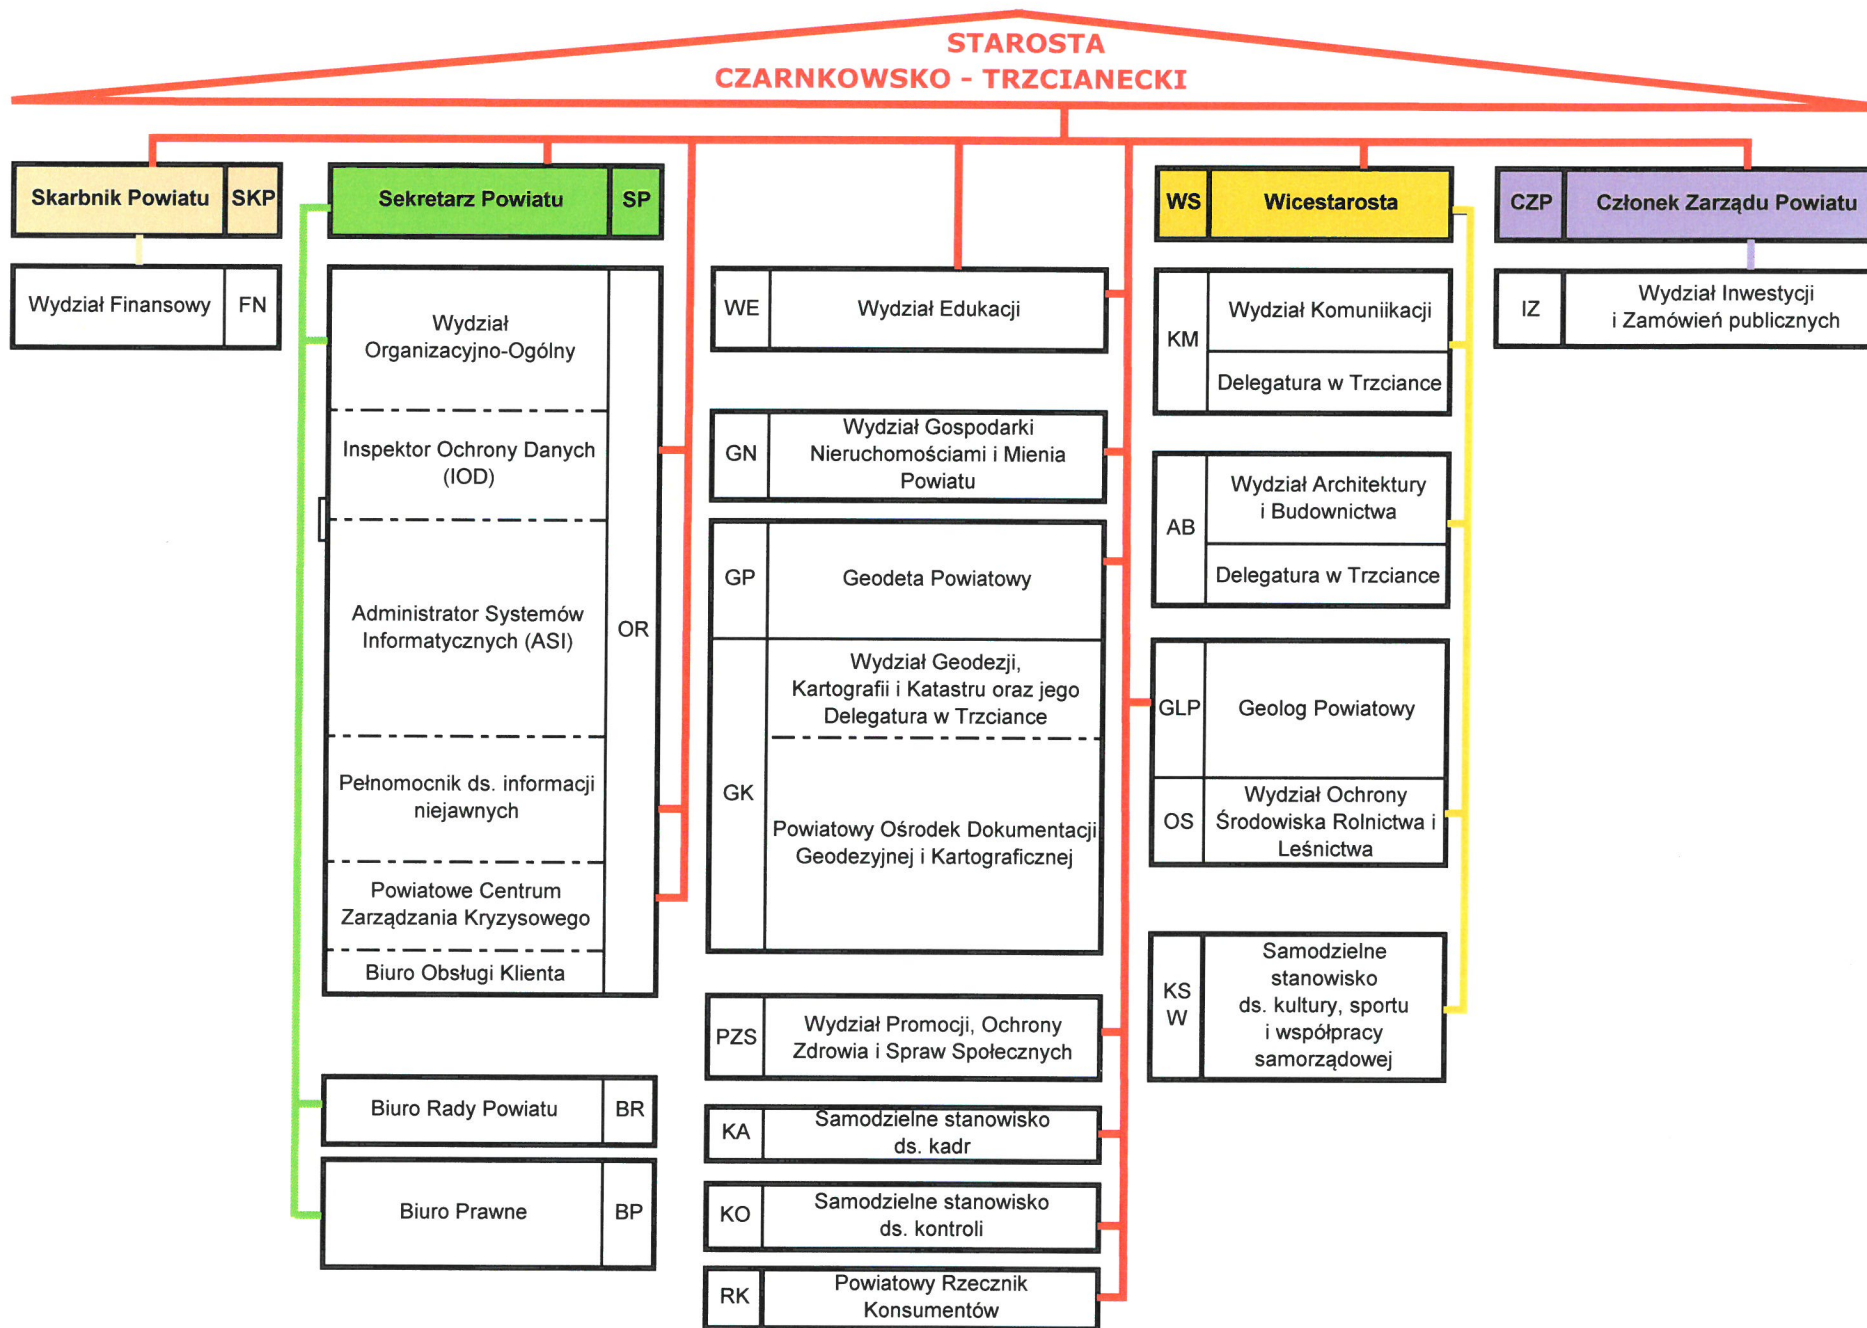 STAROSTA
CZARNKOWSKO - TRZCIANECKI
Skarbnik Powiatu SKP
Wydział Finansowy FN
Sekretarz Powiatu SP
Wydział
Organizacyjno-Ogólny
Inspektor Ochrony Danych
(IOD)
Administrator Systemów
Informatycznych (ASI)
OR
Pełnomocnik ds. informacji
niejawnych
Powiatowe Centrum
Zarządzania Kryzysowego
Biuro Obsługi Klienta
Biuro Rady Powiatu BR
Biuro Prawne BP
WE Wydział Edukacji
GN
Wydział Gospodarki
Nieruchomościami i Mienia
Powiatu
GP Geodeta Powiatowy
Wydział Geodezji,
Kartografii i Katastru oraz jego
Delegatura w Trzciance
GK
Powiatowy Ośrodek Dokumentacji
Geodezyjnej i Kartograficznej
PZS
Wydział Promocji, Ochrony
Zdrowia i Spraw Społecznych
KA
Samodzielne stanowisko
ds. kadr
KO
Samodzielne stanowisko
ds. kontroli
RK
Powiatowy Rzecznik
Konsumentów
WS Wicestarosta
KM
Wydział Komuniikacji
Delegatura w Trzciance
AB
Wydział Architektury
i Budownictwa
Delegatura w Trzciance
GLP Geolog Powiatowy
OS
Wydział Ochrony
Środowiska Rolnictwa i
Leśnictwa
KS
W
Samodzielne
stanowisko
ds. kultury, sportu
i współpracy
samorządowej
CZP Członek Zarządu Powiatu
IZ
Wydział Inwestycji
i Zamówień publicznych